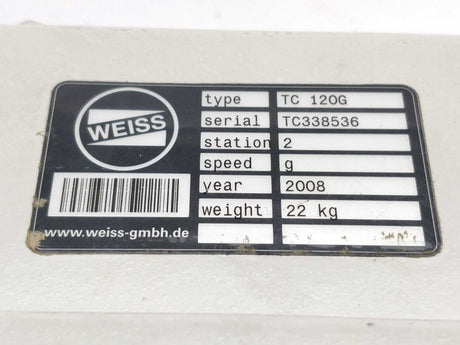 WEISS
type TC 120G
serial TC338536
station 2
speed g
year 2008
weight 22 kg
www.weiss-gmbh.de